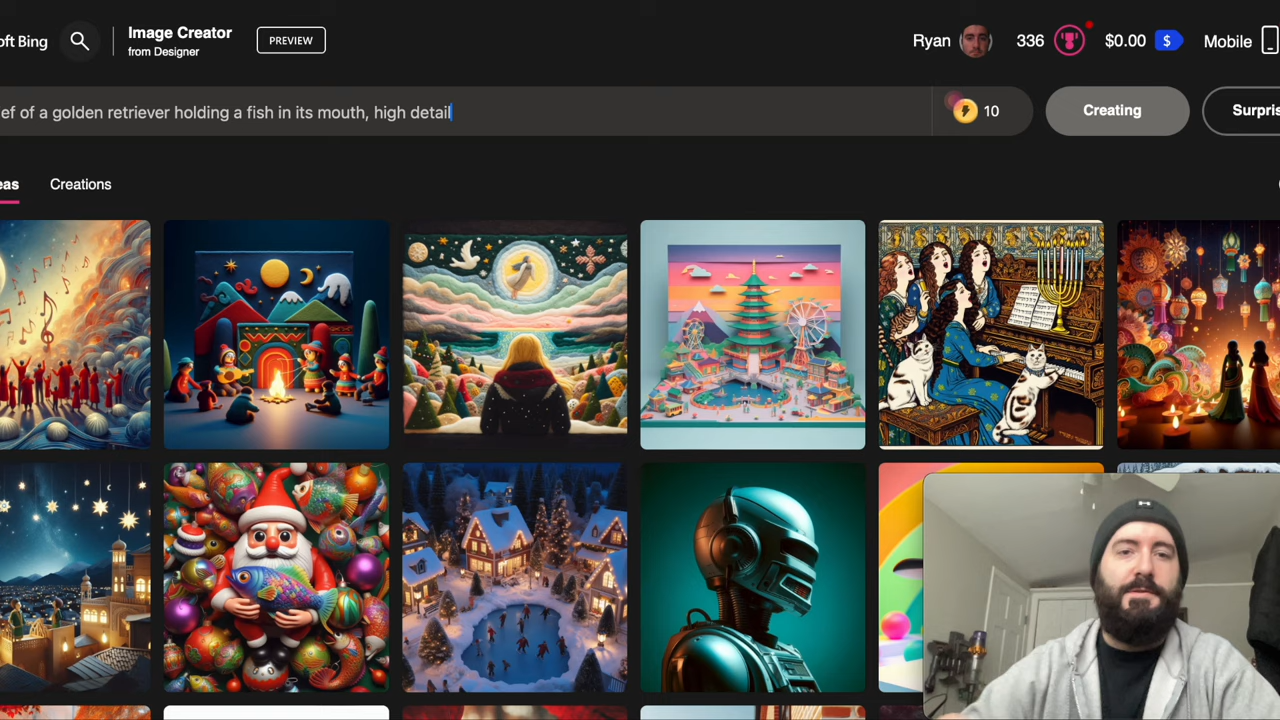 oft Bing
Image Creator
from Designer
PREVIEW
Ryan
336
$0.00
$
Mobile
ef of a golden retriever holding a fish in its mouth, high detail
10
Creating
Surpris
eas
Creations